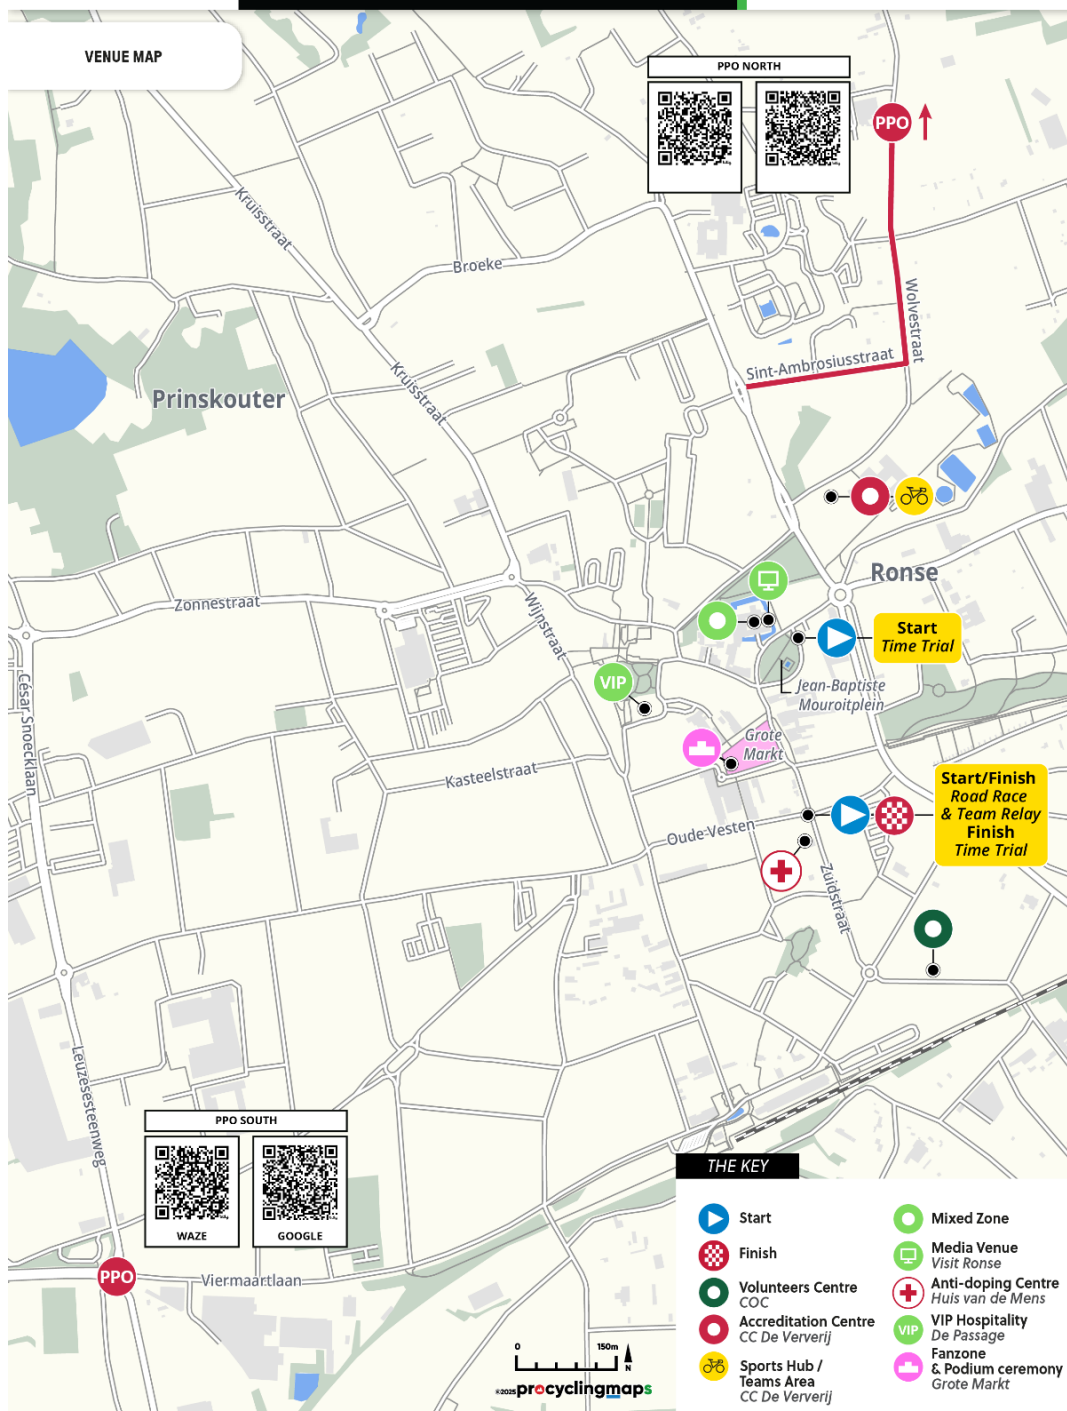 VENUE MAP
PPO NORTH
PPO
Kruisstraat
Broeke
Wolvestraat
Sint-Ambrosiusstraat
Kruisstraat
Prinskouter
Ronse
Zonnestraat
Wijnstraat
Start
Time Trial
VIP
Jean-Baptiste
Mouroitplein
César Snoecklaan
Grote
Markt
Kasteelstraat
Start/Finish
Road Race
& Team Relay
Finish
Time Trial
Oude Vesten
Zuidstraat
Leuzesesteenweg
PPO SOUTH
WAZE
GOOGLE
PPO
Viermaartlaan
THE KEY
Start
Finish
Volunteers Centre
COC
Accreditation Centre
CC De Ververij
Sports Hub /
Teams Area
CC De Ververij
Mixed Zone
Media Venue
Visit Ronse
Anti-doping Centre
Huis van de Mens
VIP
VIP Hospitality
De Passage
Fanzone
& Podium ceremony
Grote Markt
0 150m
N
©2025 procyclingmaps